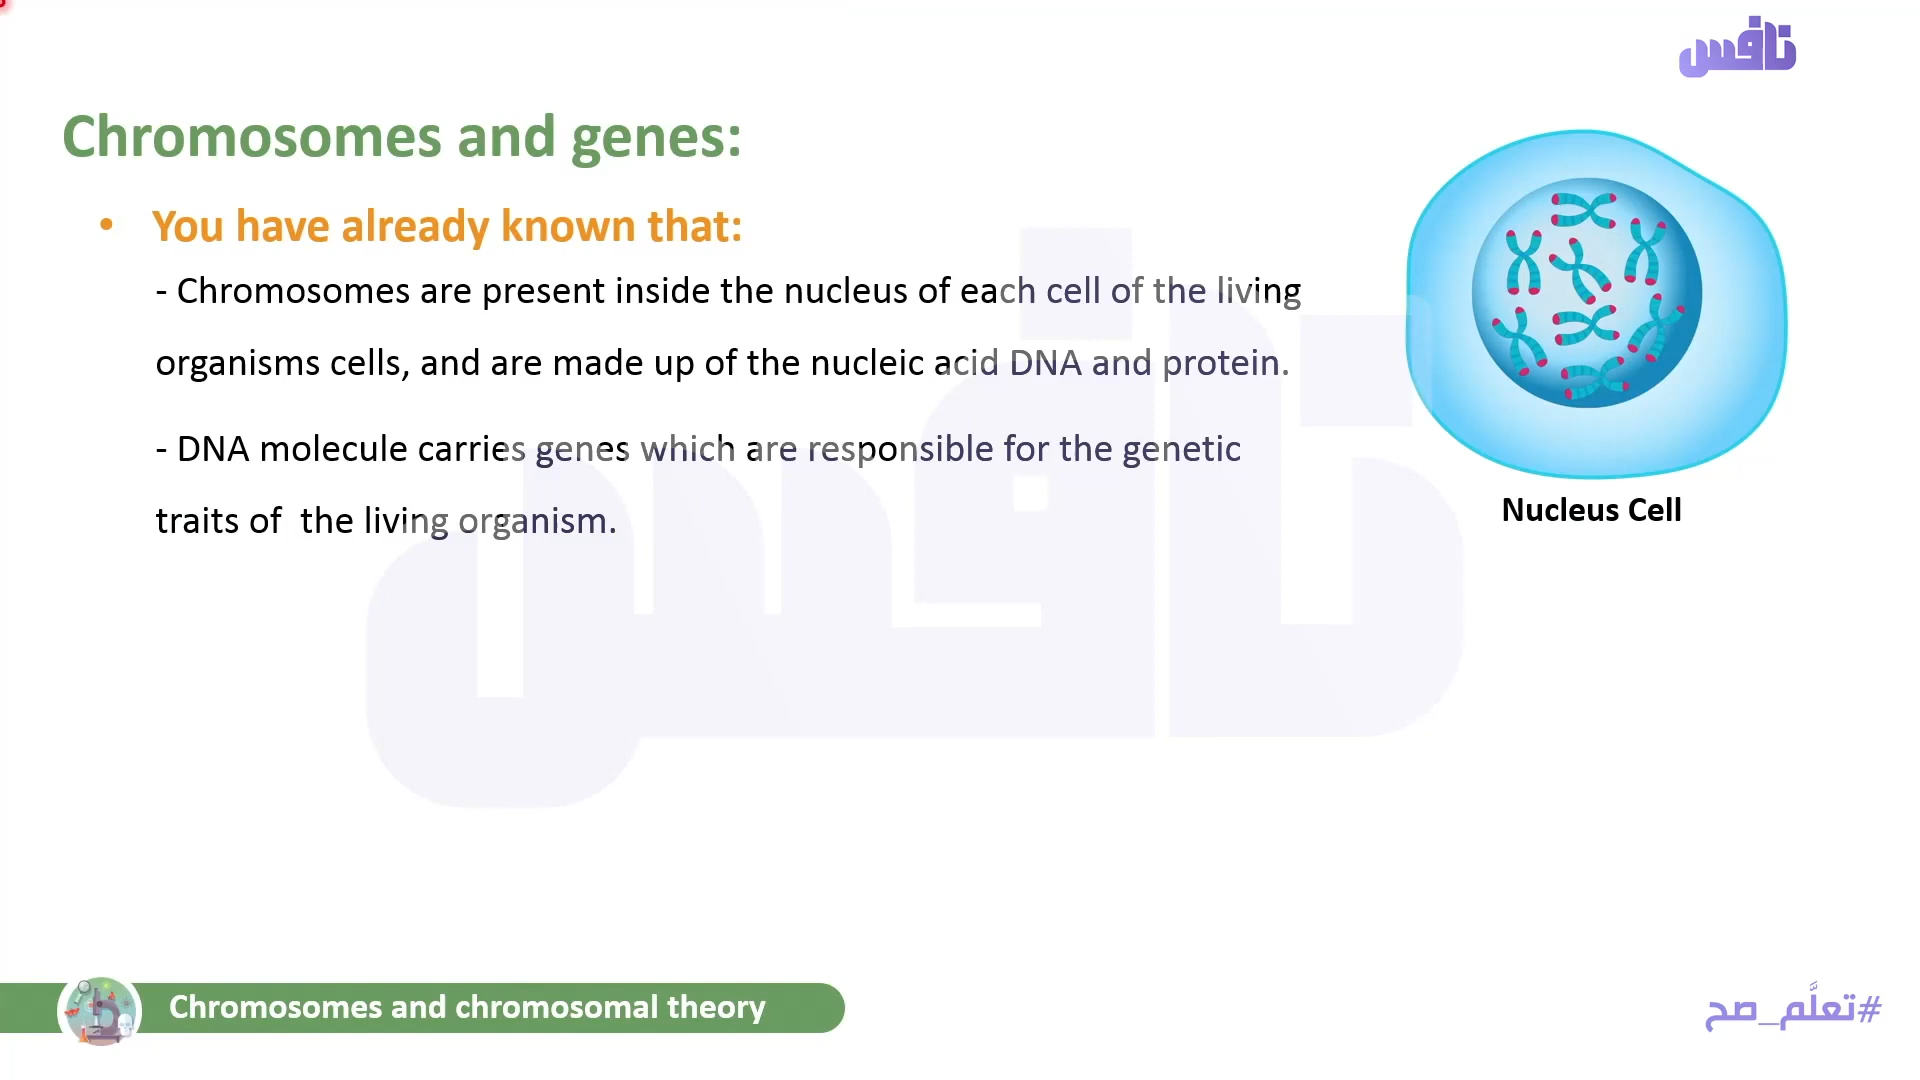 نافس
Chromosomes and genes:
• You have already known that:
- Chromosomes are present inside the nucleus of each cell of the living
organisms cells, and are made up of the nucleic acid DNA and protein.
- DNA molecule carries genes which are responsible for the genetic
traits of  the living organism.
Nucleus Cell
نافس
Chromosomes and chromosomal theory
#تعلَّم_صح